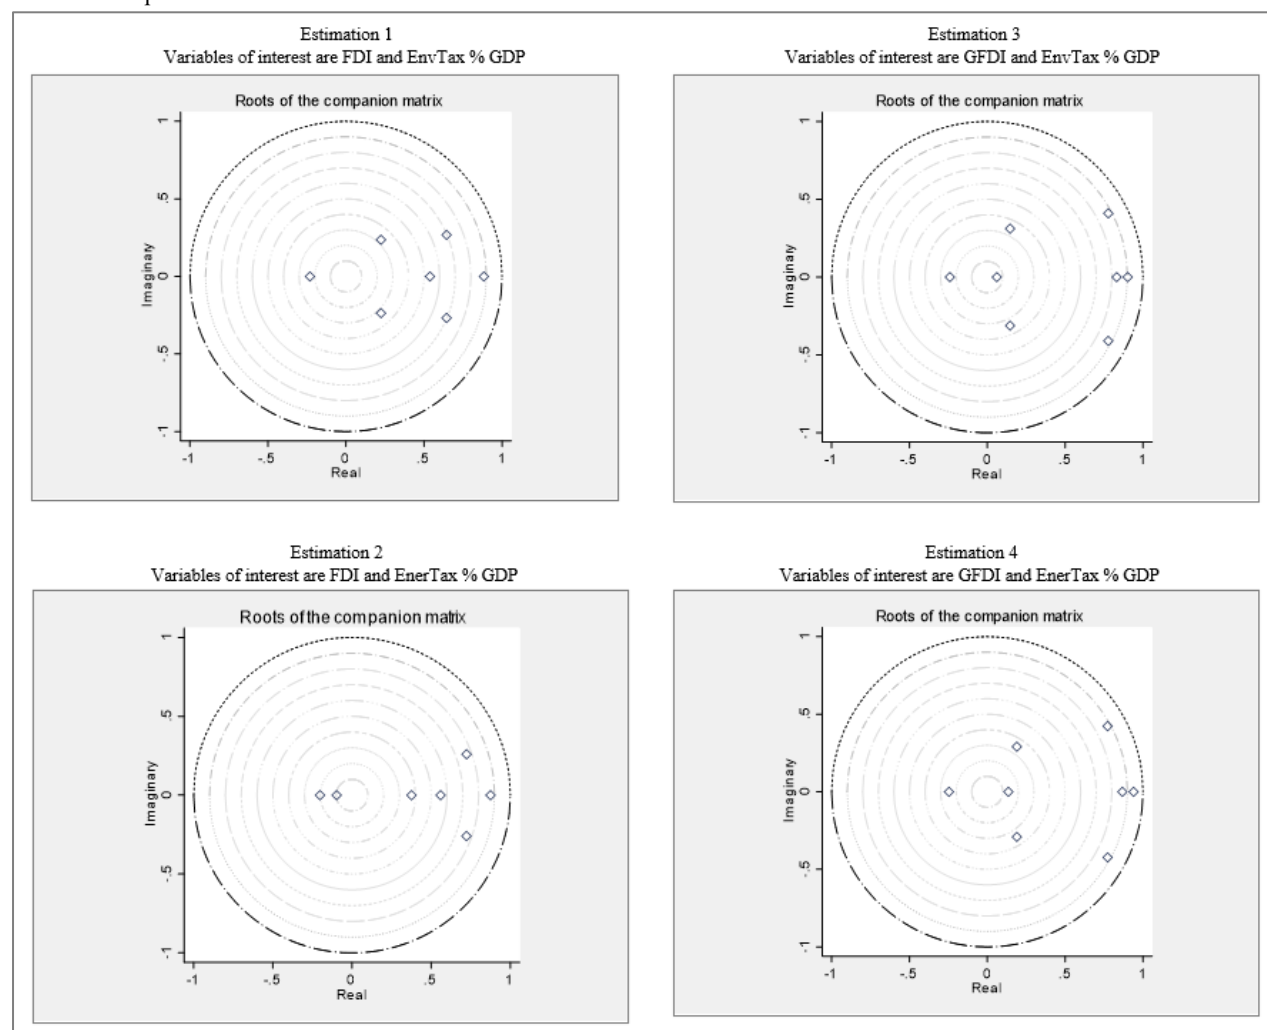 Estimation 1
Variables of interest are FDI and EnvTax % GDP
Roots of the companion matrix
Imaginary
1
.5
0
-.5
-1
-1
-.5
0
.5
1
Real
Estimation 3
Variables of interest are GFDI and EnvTax % GDP
Roots of the companion matrix
Imaginary
1
.5
0
-.5
-1
-1
-.5
0
.5
1
Real
Estimation 2
Variables of interest are FDI and EnerTax % GDP
Roots of the companion matrix
Imaginary
1
.5
0
-.5
-1
-1
-.5
0
.5
1
Real
Estimation 4
Variables of interest are GFDI and EnerTax % GDP
Roots of the companion matrix
Imaginary
1
.5
0
-.5
-1
-1
-.5
0
.5
1
Real